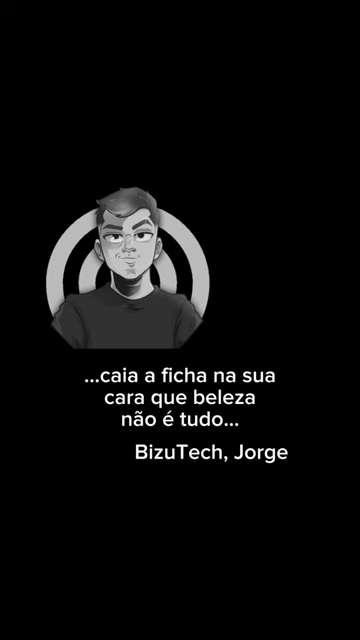 ...caia a ficha na sua
cara que beleza
não é tudo...
BizuTech, Jorge